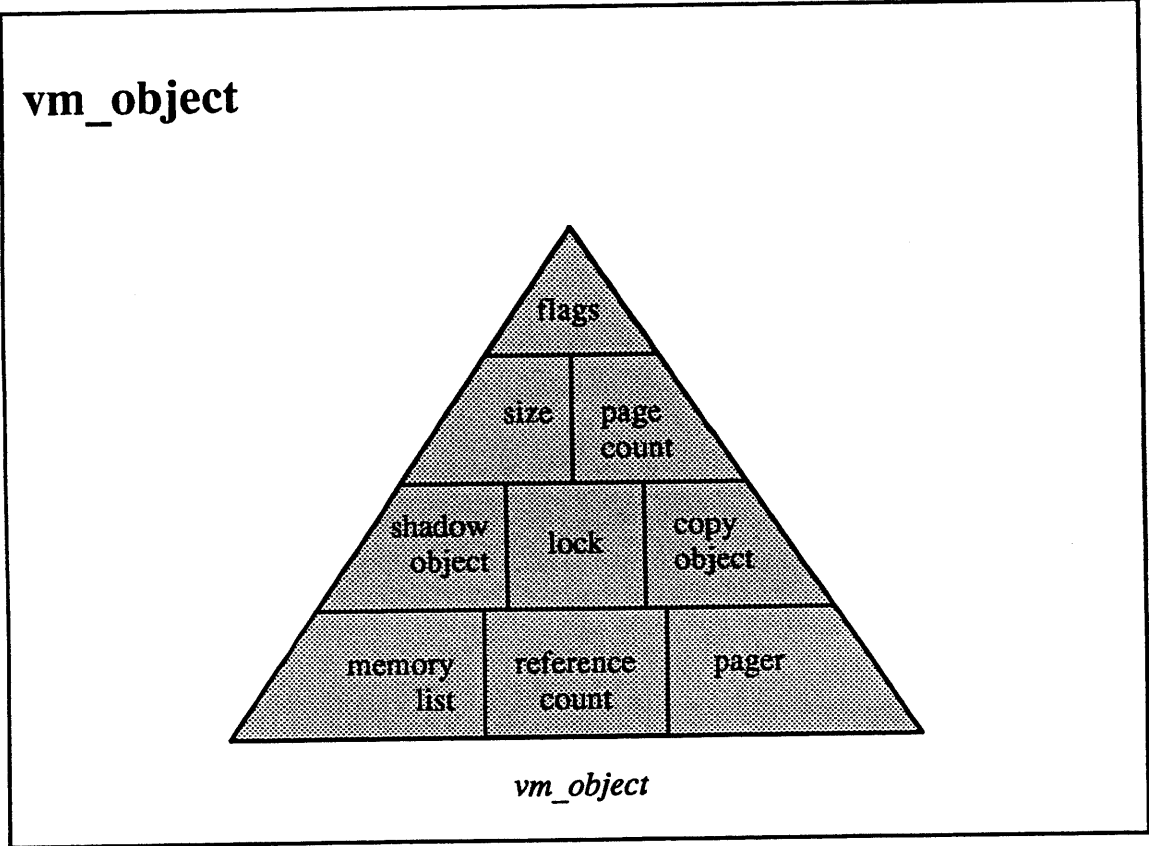 vm_object
flags
size
page
count
shadow
object
lock
copy
object
memory
list
reference
count
pager
vm_object